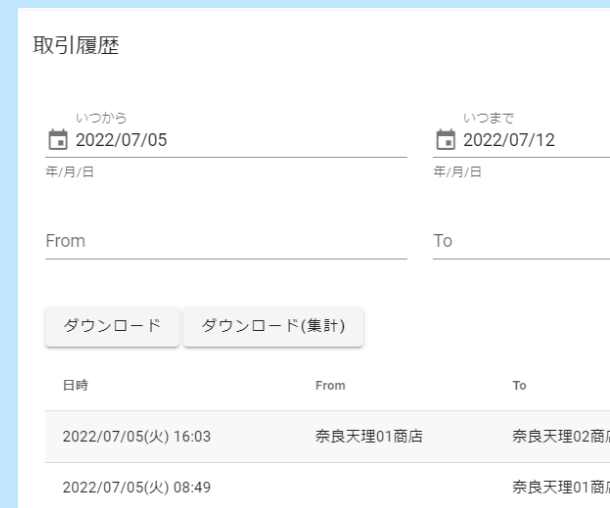 取引履歴
いつから いつまで
2022/07/05 2022/07/12
年/月/日 年/月/日
From To
ダウンロード ダウンロード(集計)
日時 From To
2022/07/05(火) 16:03 奈良天理01商店 奈良天理02商店
2022/07/05(火) 08:49 奈良天理01商店